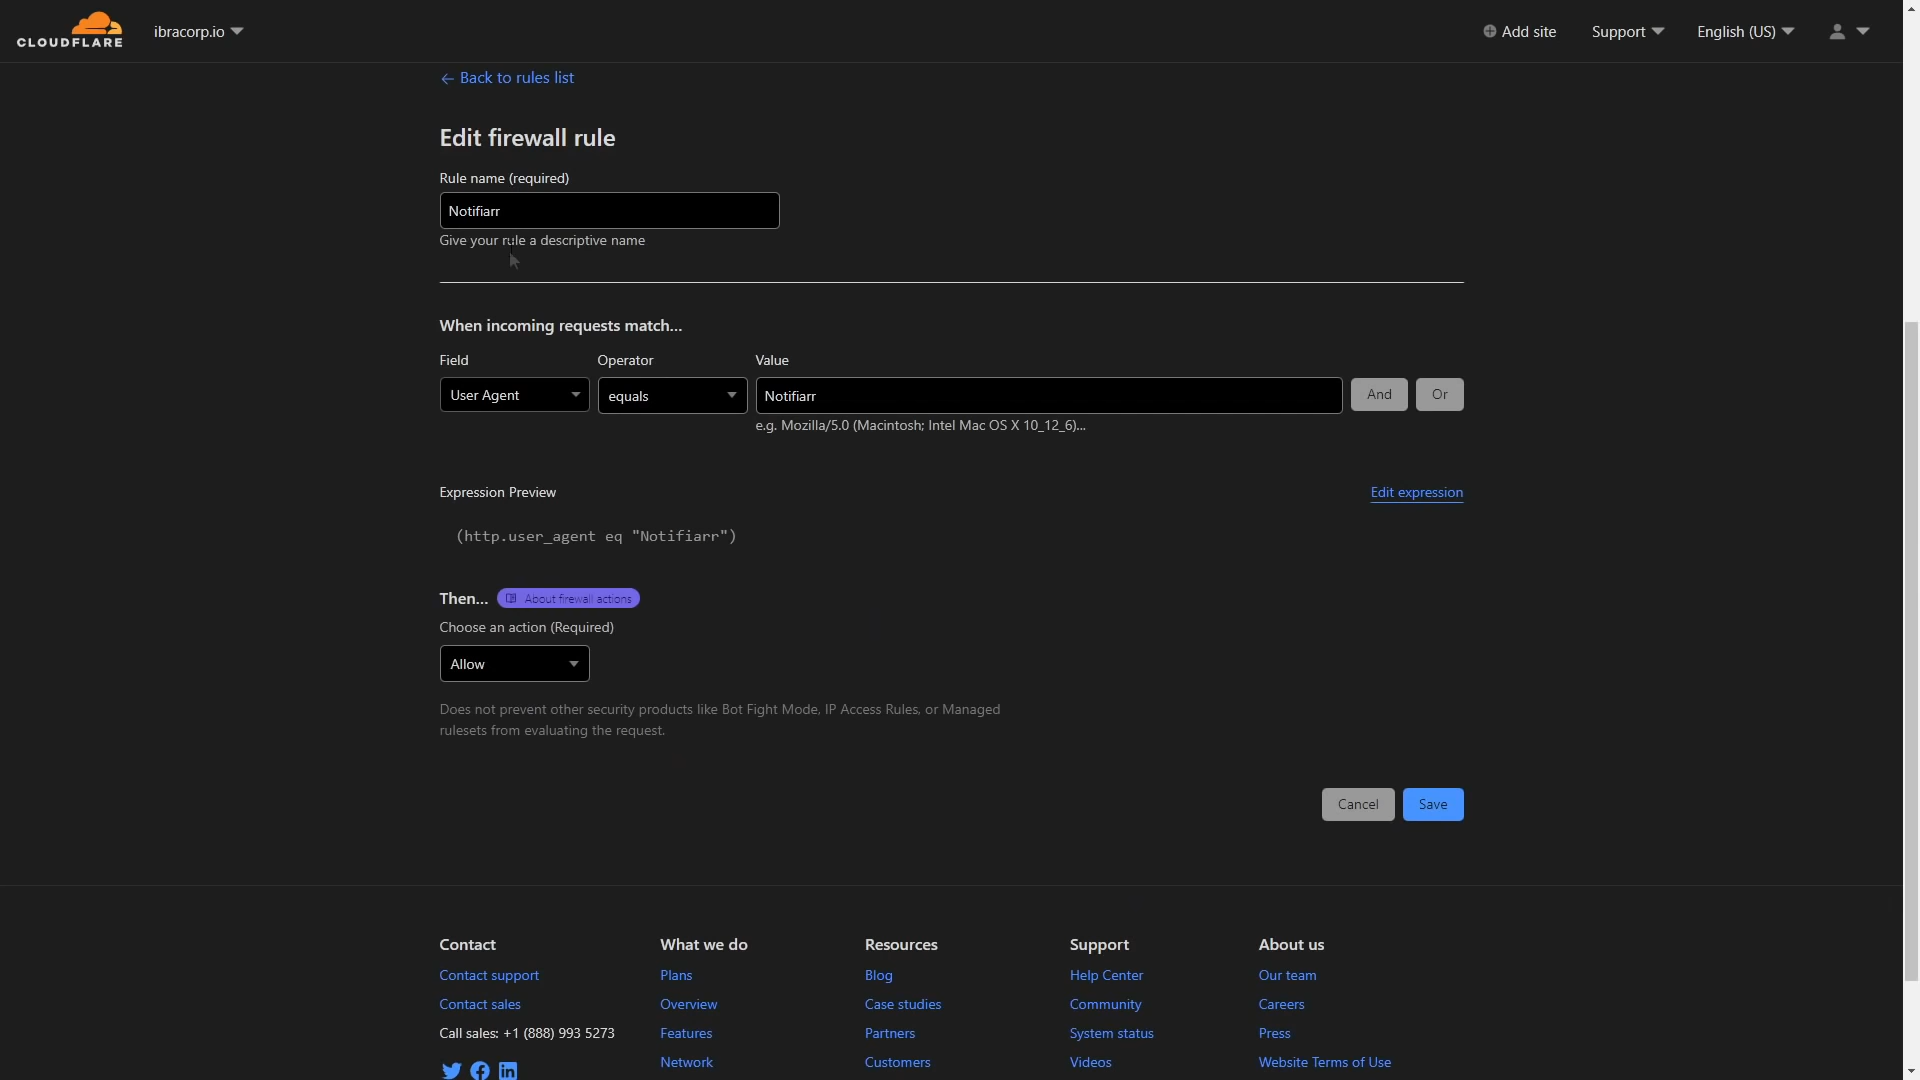 CLOUDFLARE
ibracorp.io
Add site
Support
English (US)
← Back to rules list
Edit firewall rule
Rule name (required)
Notifiarr
Give your rule a descriptive name
When incoming requests match...
Field
Operator
Value
User Agent
equals
Notifiarr
And
Or
e.g. Mozilla/5.0 (Macintosh; Intel Mac OS X 10_12_6)...
Expression Preview
Edit expression
(http.user_agent eq "Notifiarr")
Then...
About firewall actions
Choose an action (Required)
Allow
Does not prevent other security products like Bot Fight Mode, IP Access Rules, or Managed
rulesets from evaluating the request.
Cancel
Save
Contact
What we do
Resources
Support
About us
Contact support
Plans
Blog
Help Center
Our team
Contact sales
Overview
Case studies
Community
Careers
Call sales: +1 (888) 993 5273
Features
Partners
System status
Press
Network
Customers
Videos
Website Terms of Use